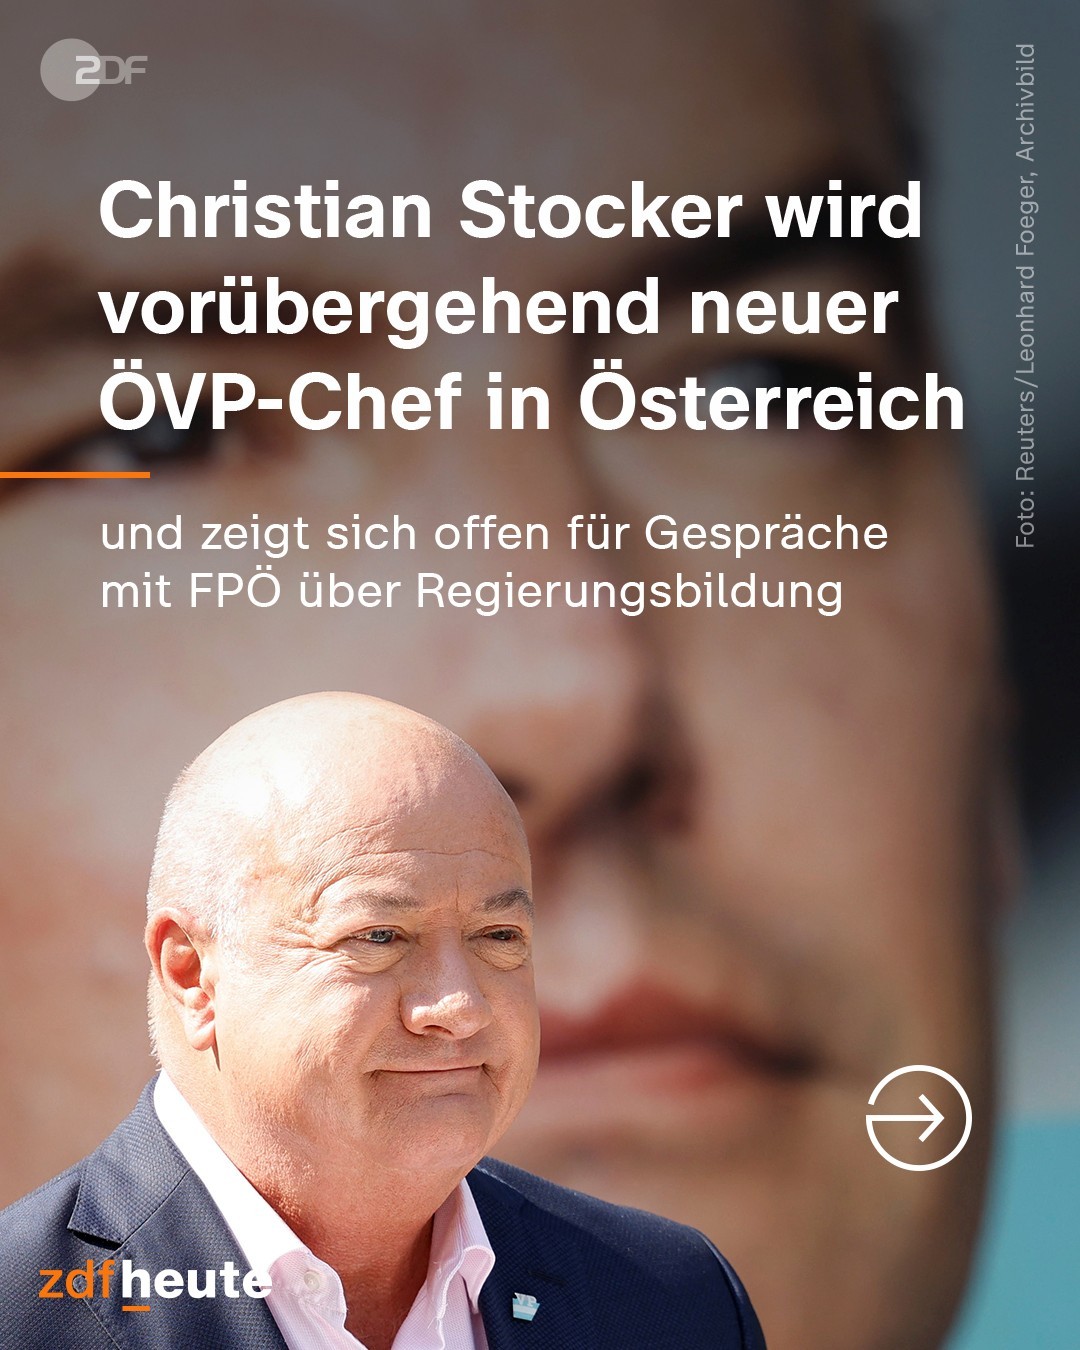 ZDF
Christian Stocker wird
vorübergehend neuer
ÖVP-Chef in Österreich
und zeigt sich offen für Gespräche
mit FPÖ über Regierungsbildung
Foto: Reuters/Leonhard Foeger, Archivbild
VP
zdfheute